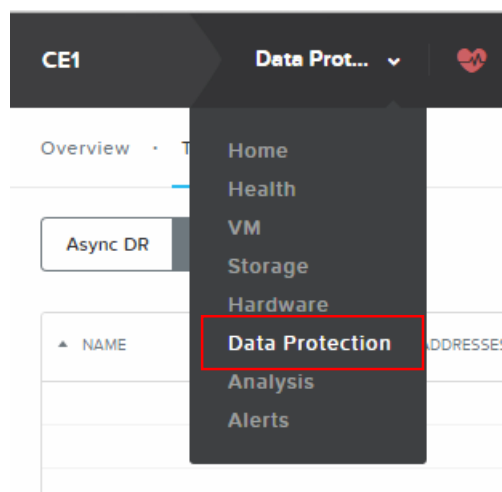 CE1 Data Prot...
Overview · T
Home
Health
VM
Async DR
Storage
Hardware
NAME Data Protection ADDRESSES
Analysis
Alerts